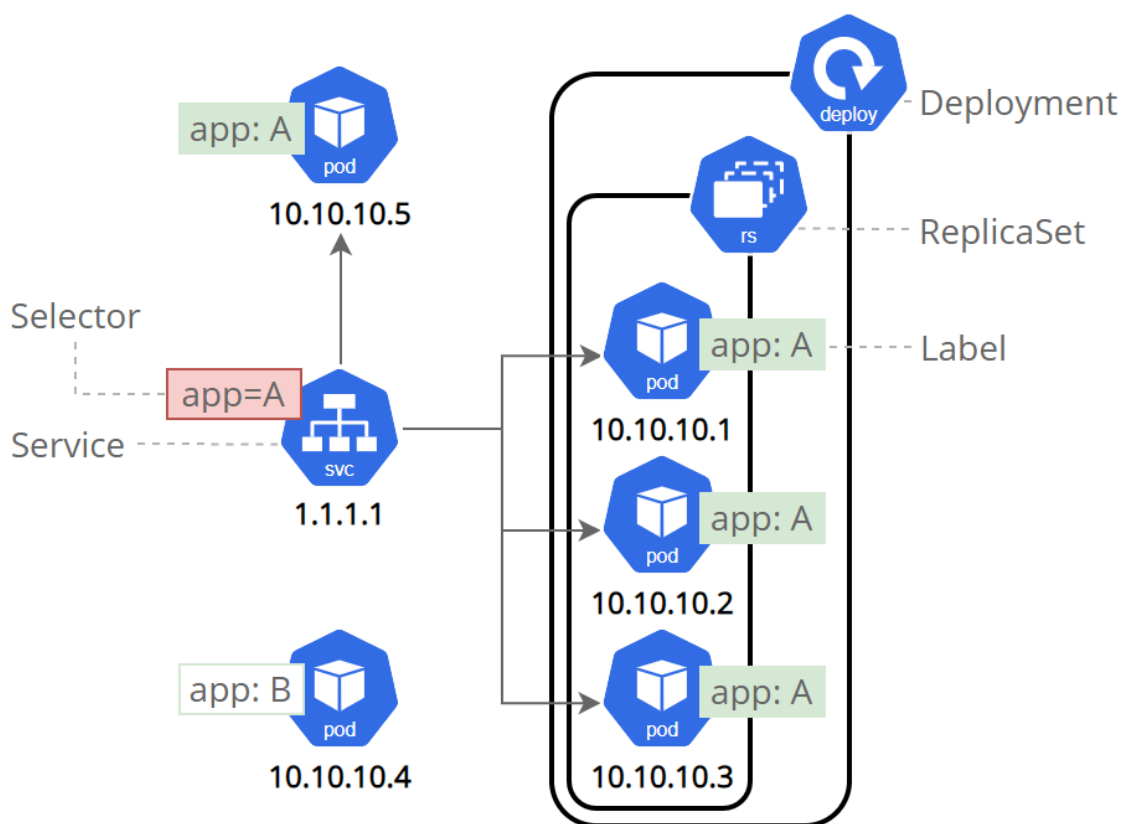 deploy
Deployment
app: A
pod
10.10.10.5
rs
ReplicaSet
Selector
app=A
Service
svc
1.1.1.1
pod
app: A
Label
10.10.10.1
pod
app: A
10.10.10.2
app: B
pod
10.10.10.4
pod
app: A
10.10.10.3